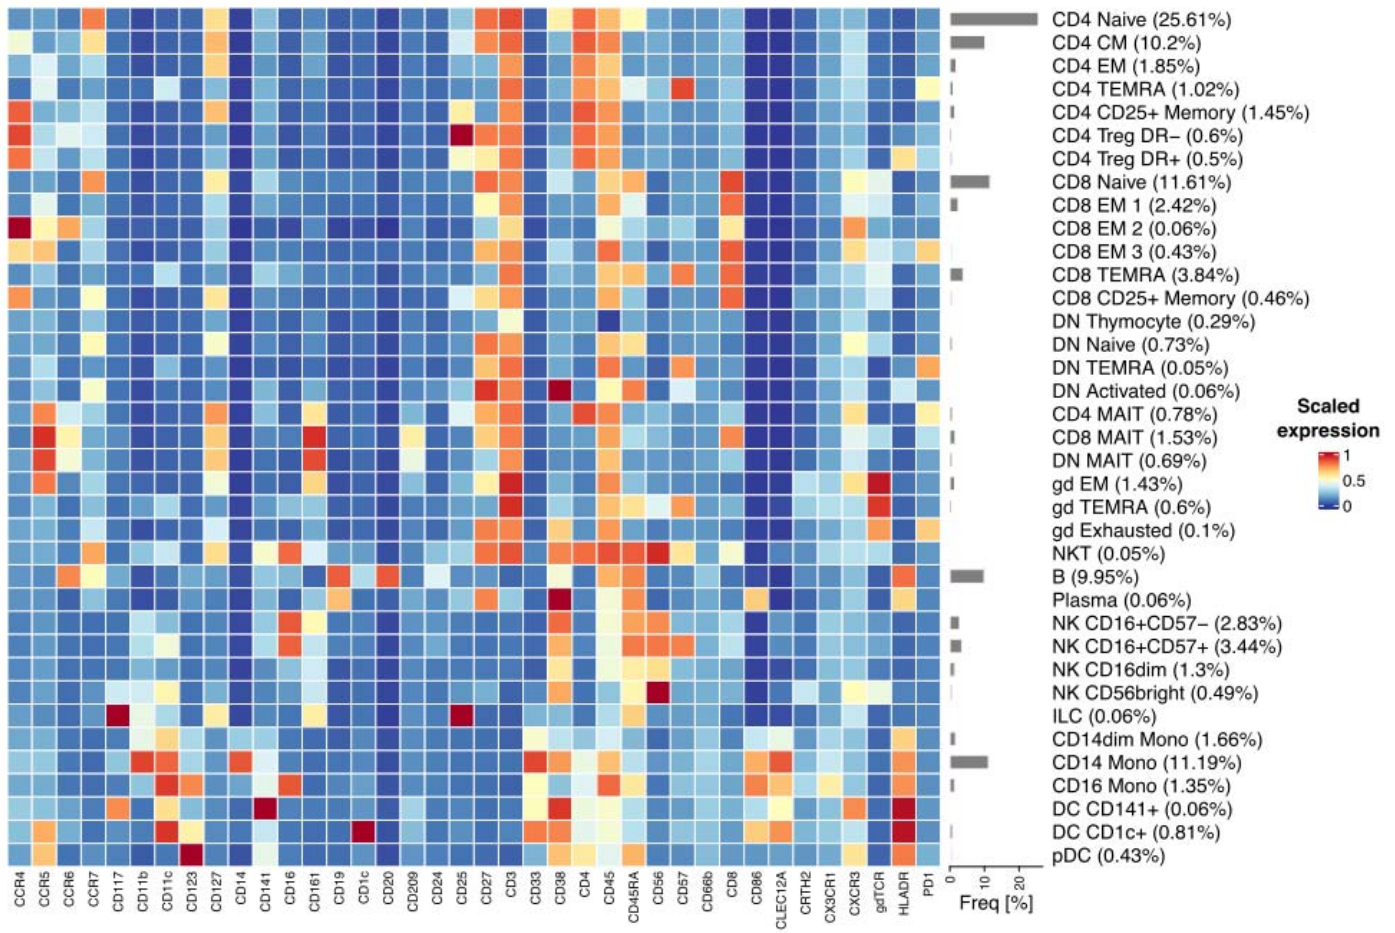 CD4 Naive (25.61%)
CD4 CM (10.2%)
CD4 EM (1.85%)
CD4 TEMRA (1.02%)
CD4 CD25+ Memory (1.45%)
CD4 Treg DR− (0.6%)
CD4 Treg DR+ (0.5%)
CD8 Naive (11.61%)
CD8 EM 1 (2.42%)
CD8 EM 2 (0.06%)
CD8 EM 3 (0.43%)
CD8 TEMRA (3.84%)
CD8 CD25+ Memory (0.46%)
DN Thymocyte (0.29%)
DN Naive (0.73%)
DN TEMRA (0.05%)
DN Activated (0.06%)
CD4 MAIT (0.78%)
CD8 MAIT (1.53%)
DN MAIT (0.69%)
gd EM (1.43%)
gd TEMRA (0.6%)
gd Exhausted (0.1%)
NKT (0.05%)
B (9.95%)
Plasma (0.06%)
NK CD16+CD57− (2.83%)
NK CD16+CD57+ (3.44%)
NK CD16dim (1.3%)
NK CD56bright (0.49%)
ILC (0.06%)
CD14dim Mono (1.66%)
CD14 Mono (11.19%)
CD16 Mono (1.35%)
DC CD141+ (0.06%)
DC CD1c+ (0.81%)
pDC (0.43%)
Scaled
expression
1
0.5
0
CCR4
CCR5
CCR6
CCR7
CD117
CD11b
CD11c
CD123
CD127
CD14
CD141
CD16
CD161
CD19
CD1c
CD20
CD209
CD24
CD25
CD27
CD3
CD33
CD38
CD4
CD45
CD45RA
CD56
CD57
CD66b
CD8
CD86
CLEC12A
CRTH2
CX3CR1
CXCR3
gdTCR
HLADR
PD1
0
10
20
Freq [%]